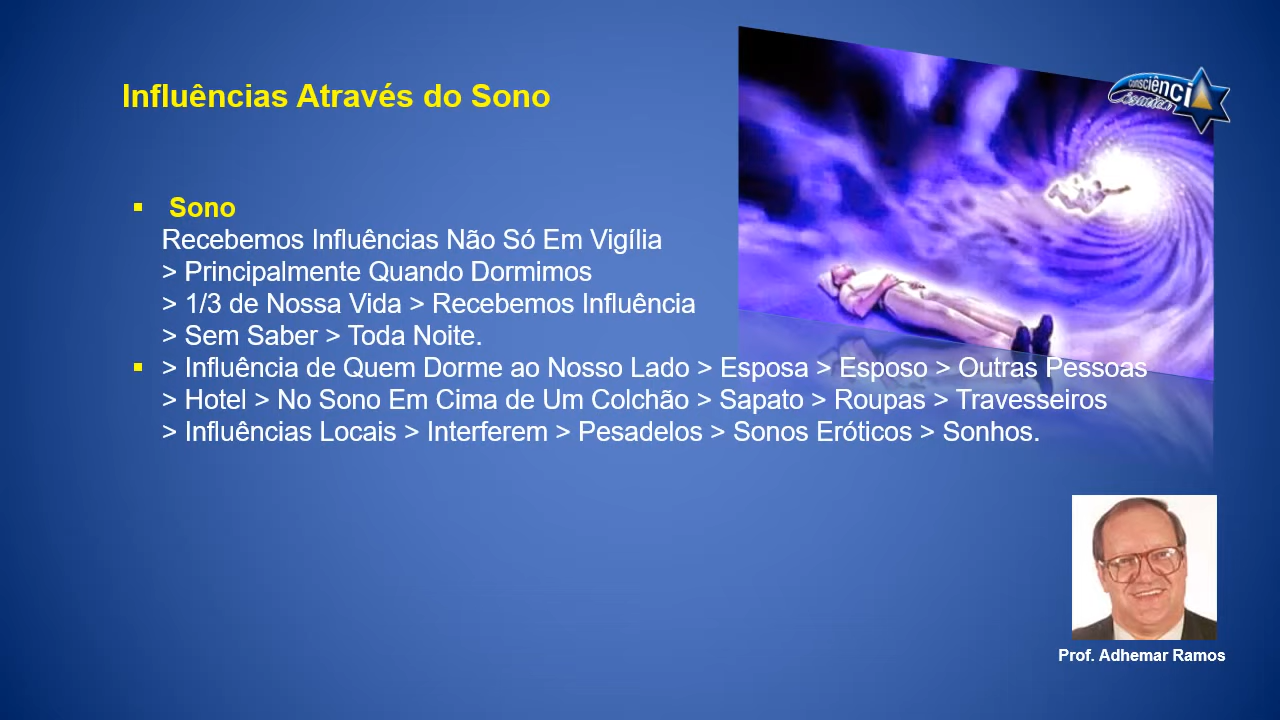 Influências Através do Sono
consciênciA
▪ Sono
Recebemos Influências Não Só Em Vigília
> Principalmente Quando Dormimos
> 1/3 de Nossa Vida > Recebemos Influência
> Sem Saber > Toda Noite.
▪ > Influência de Quem Dorme ao Nosso Lado > Esposa > Esposo > Outras Pessoas
> Hotel > No Sono Em Cima de Um Colchão > Sapato > Roupas > Travesseiros
> Influências Locais > Interferem > Pesadelos > Sonos Eróticos > Sonhos.
Prof. Adhemar Ramos